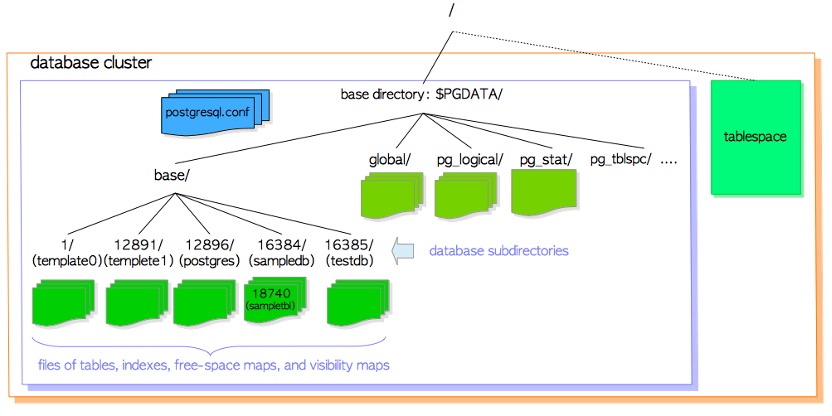 /
database cluster
base directory: $PGDATA/
postgresql.conf
tablespace
global/ pg_logical/ pg_stat/ pg_tblspc/ ....
base/
1/ 12891/ 12896/ 16384/ 16385/
(template0) (templete1) (postgres) (sampledb) (testdb)
database subdirectories
18740
(sampletbl)
files of tables, indexes, free-space maps, and visibility maps